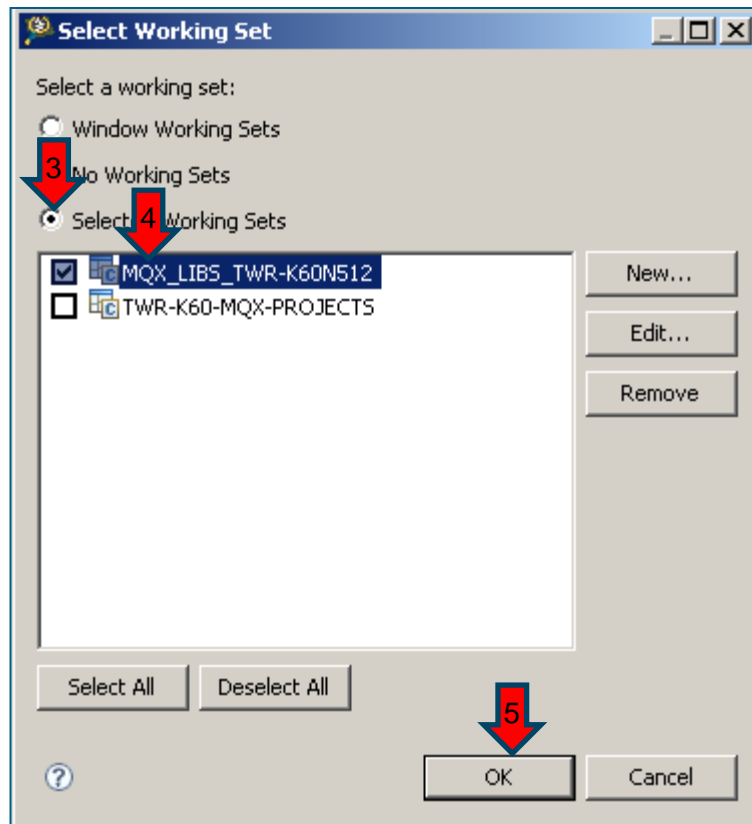 Select Working Set
Select a working set:
Window Working Sets
3
No Working Sets
4
Select Working Sets
MQX_LIBS_TWR-K60N512
TWR-K60-MQX-PROJECTS
New...
Edit...
Remove
Select All
Deselect All
5
?
OK
Cancel